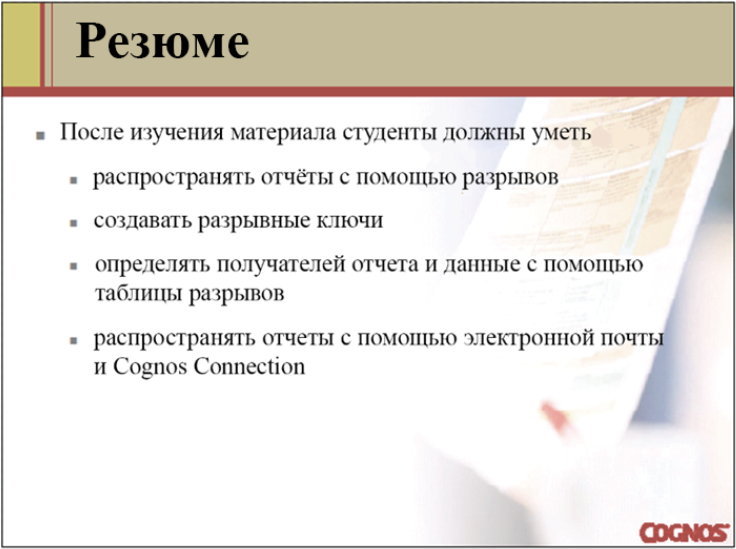 Резюме
После изучения материала студенты должны уметь
распространять отчёты с помощью разрывов
создавать разрывные ключи
определять получателей отчета и данные с помощью
таблицы разрывов
распространять отчеты с помощью электронной почты
и Cognos Connection
COGNOS